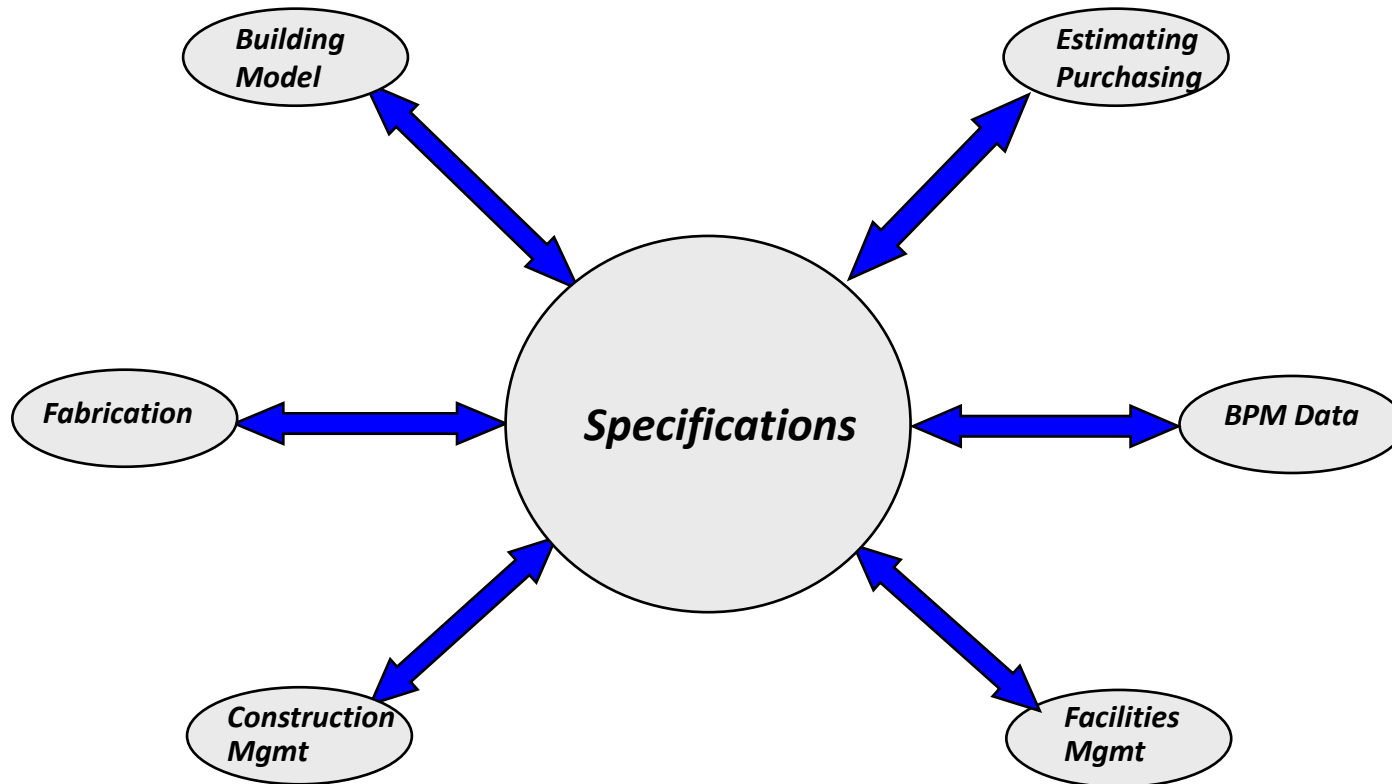 Building
Model
Estimating
Purchasing
Fabrication
Specifications
BPM Data
Construction
Mgmt
Facilities
Mgmt